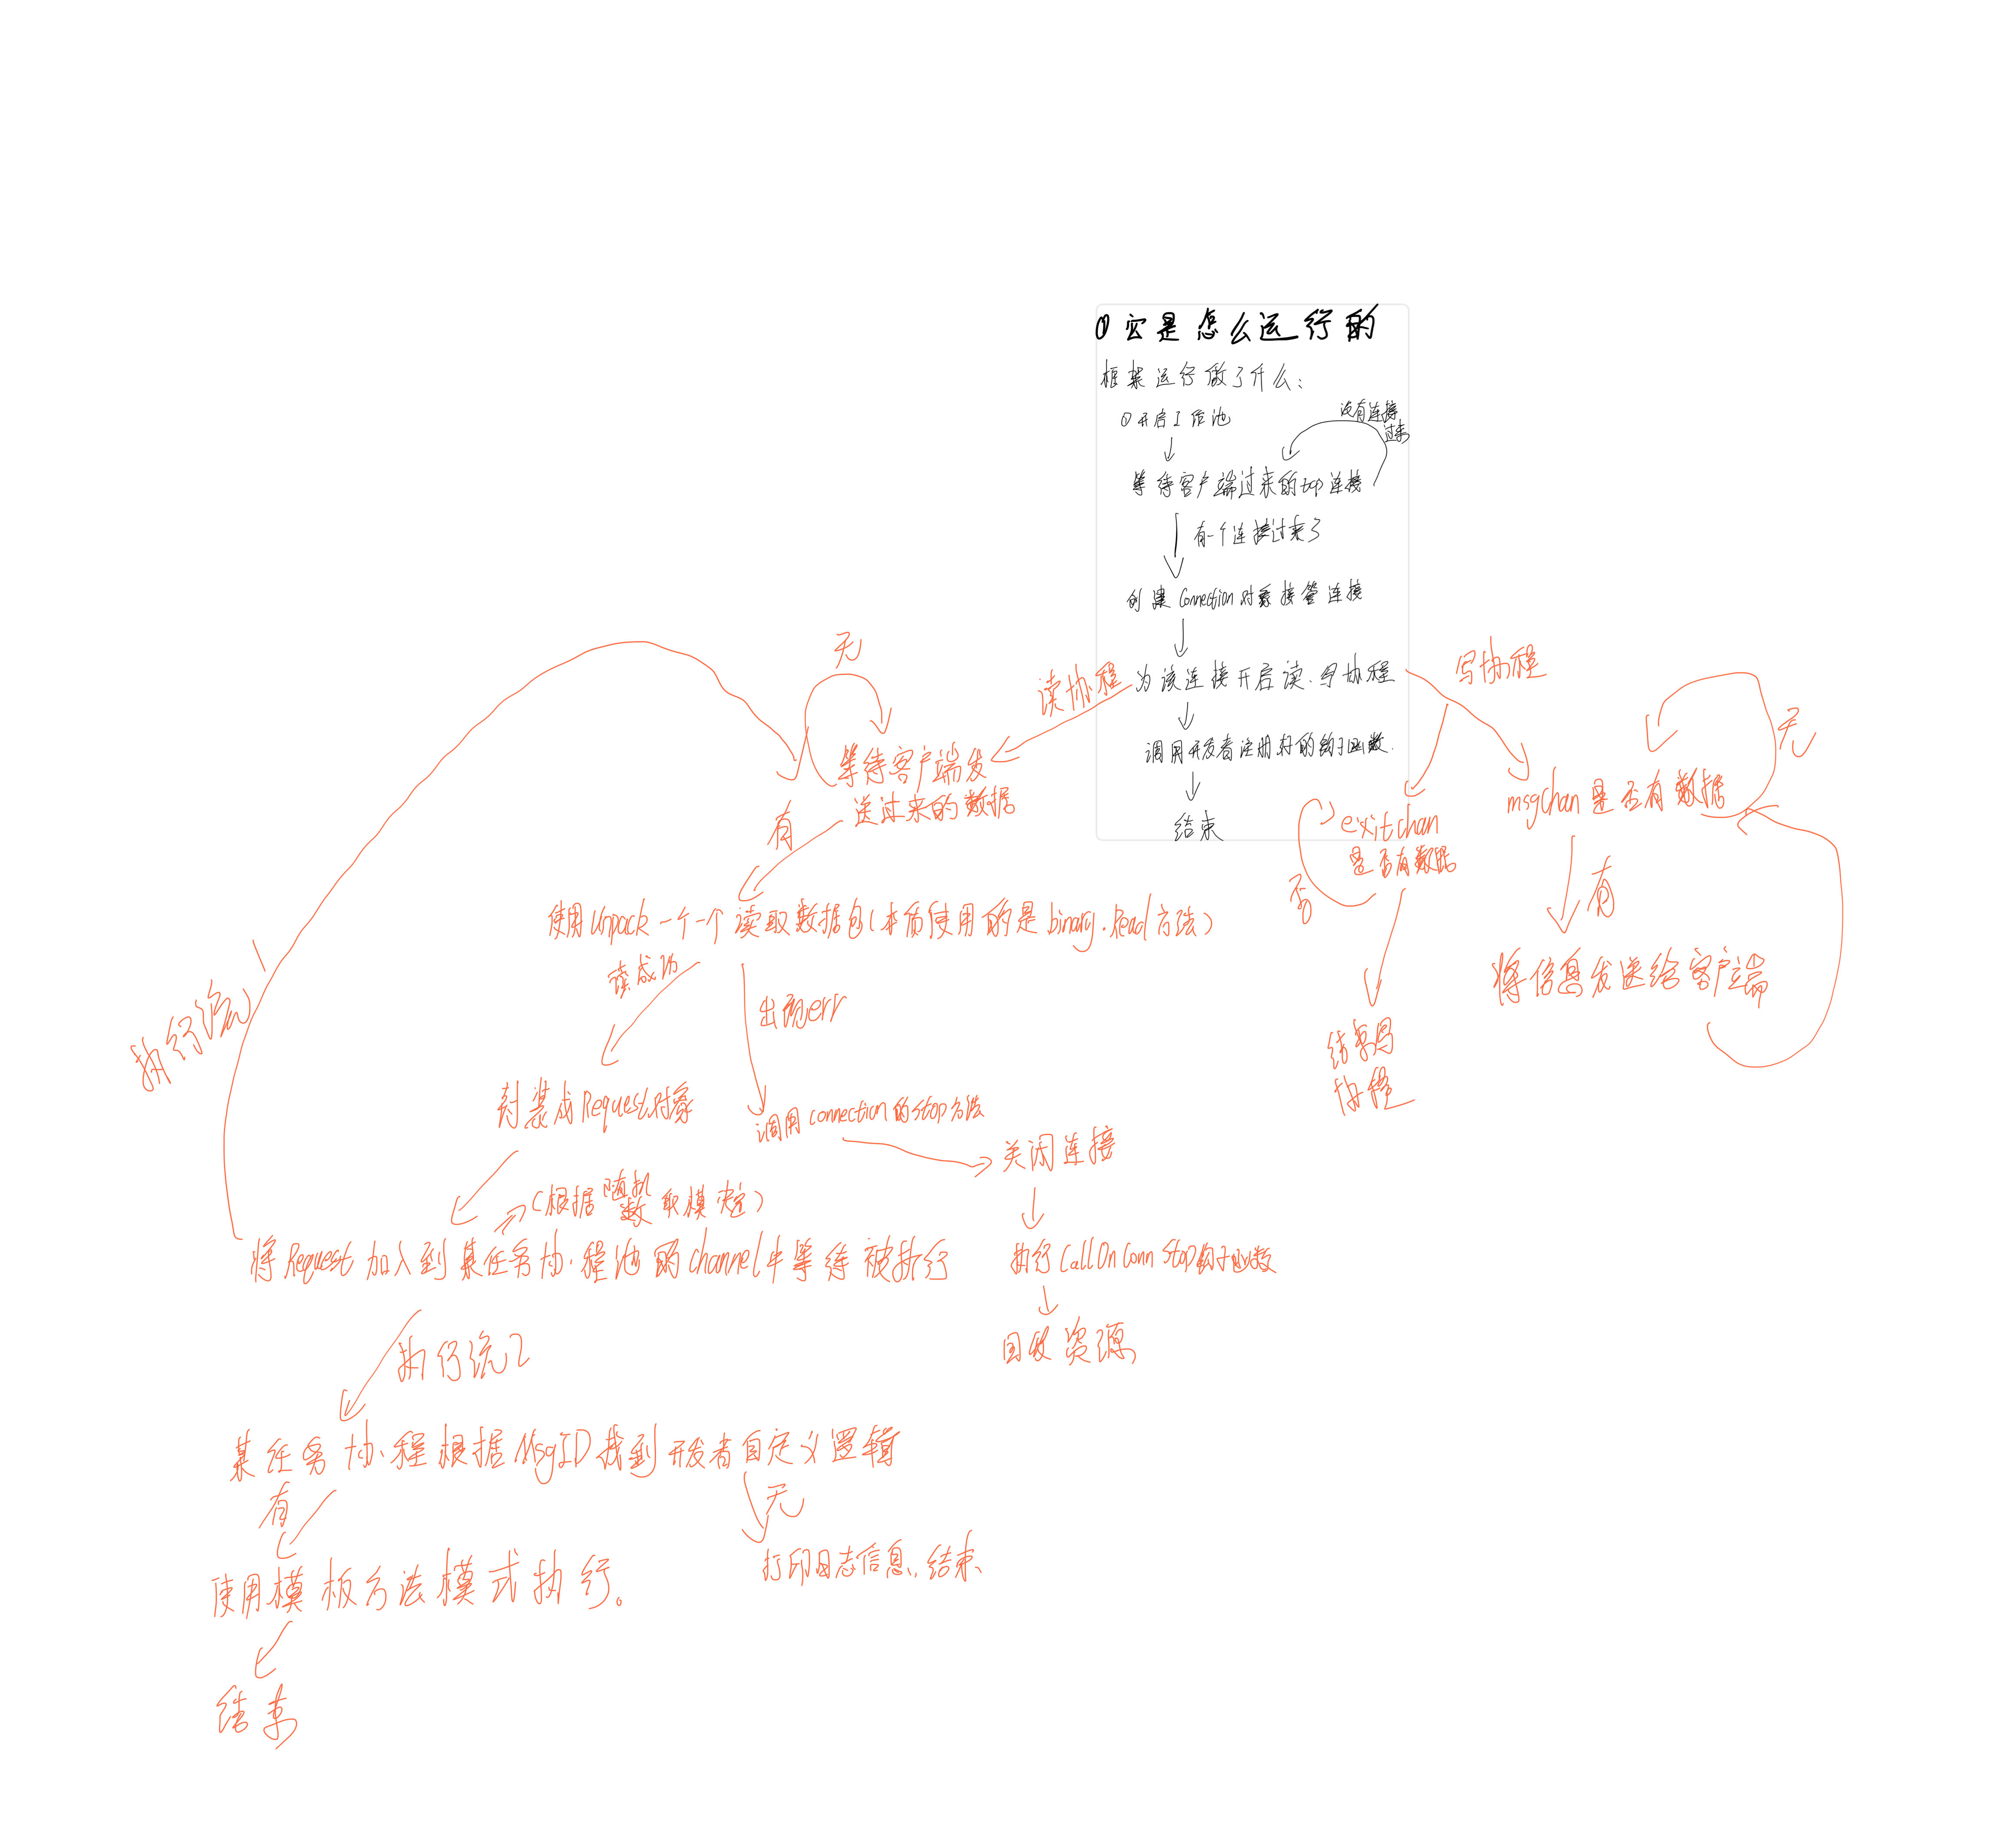 ①它是怎么运行的
框架运行做了什么：
①开启工作池
没有连接
过来
等待客户端过来的tcp连接
有一个连接过来了
创建Connection对象接管连接
为该连接开启读、写协程
调用开发者注册好的钩子函数.
结束
读协程
无
等待客户端发
送过来的数据
有
使用Unpack一个一个读取数据包(本质使用的是binary.Read方法)
读成功
出现err
封装成Request对象
调用connection的stop方法
关闭连接
执行CallOnConnStop钩子函数
回收资源
(根据随机
数取模决定)
将Request加入到某任务协程池的channel中等待被执行
执行流1
执行流2
某任务协程根据MsgID找到开发者自定义逻辑
有
无
使用模板方法模式执行。
打印日志信息、结束
结束
写协程
exitchan
是否有数据
否
结束写
协程
msgChan是否有数据
无
有
将信息发送给客户端